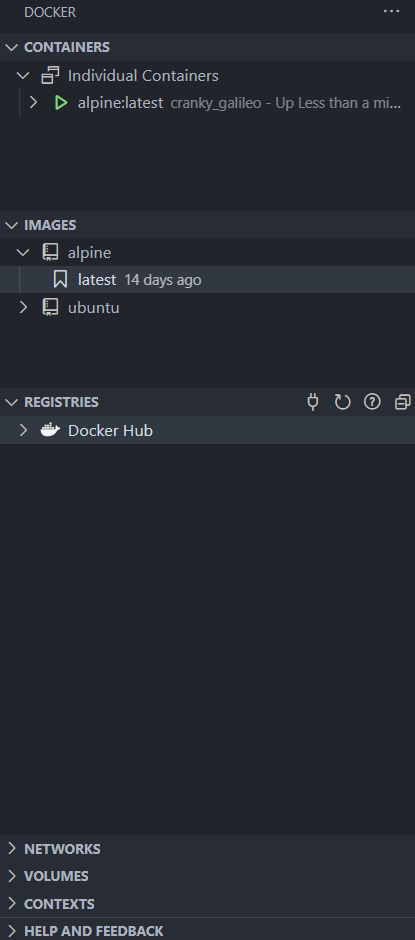 DOCKER
CONTAINERS
Individual Containers
alpine:latest cranky_galileo - Up Less than a mi...
IMAGES
alpine
latest 14 days ago
ubuntu
REGISTRIES
Docker Hub
NETWORKS
VOLUMES
CONTEXTS
HELP AND FEEDBACK